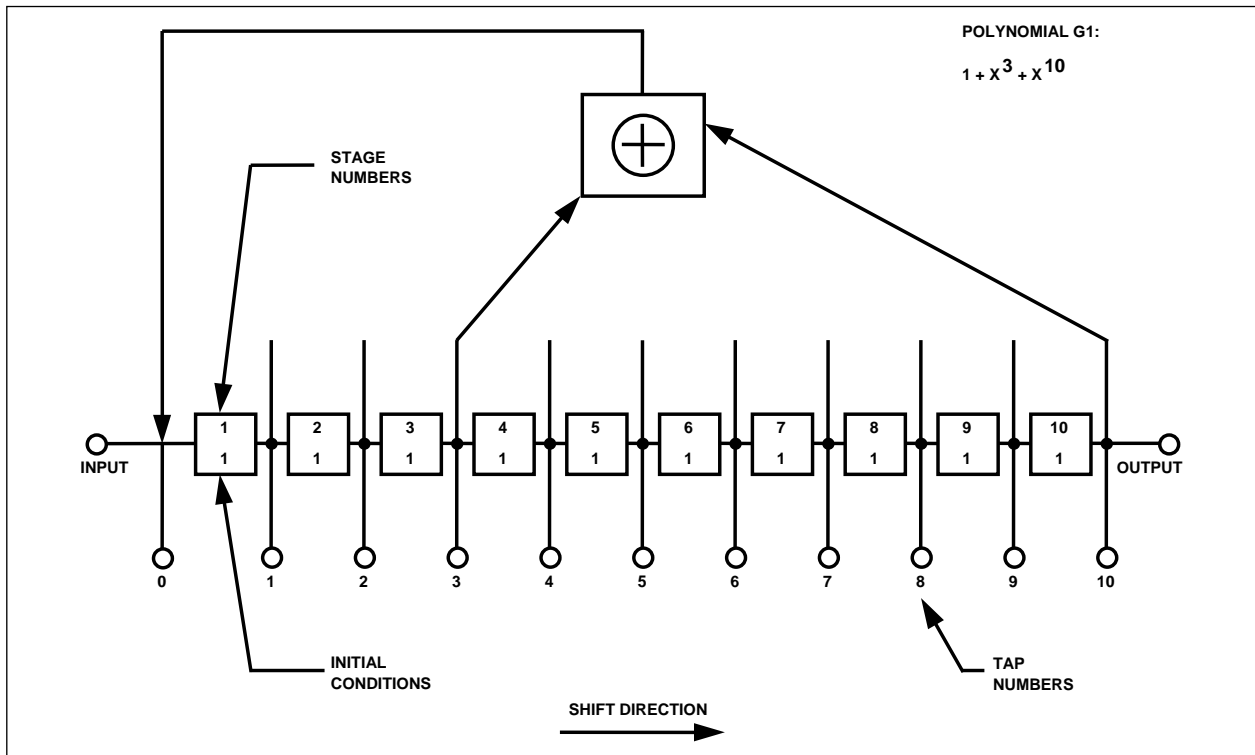 POLYNOMIAL G1:
1 + X^3 + X^10
STAGE
NUMBERS
1 2 3 4 5 6 7 8 9 10
1 1 1 1 1 1 1 1 1 1
INPUT
OUTPUT
0 1 2 3 4 5 6 7 8 9 10
INITIAL
CONDITIONS
TAP
NUMBERS
SHIFT DIRECTION